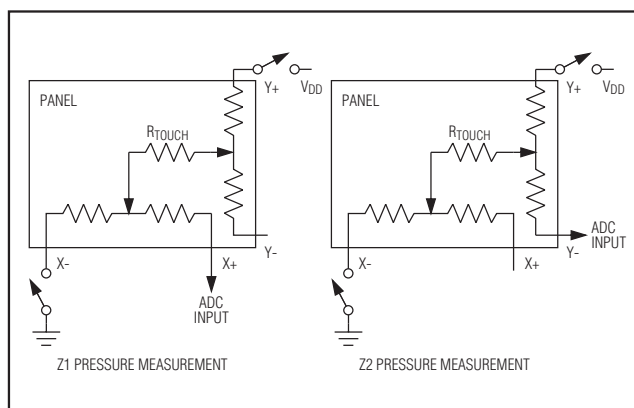 PANEL
Y+
VDD
RTOUCH
X-
X+
Y-
ADC
INPUT
Z1 PRESSURE MEASUREMENT
PANEL
Y+
VDD
RTOUCH
X-
X+
Y-
ADC
INPUT
Z2 PRESSURE MEASUREMENT